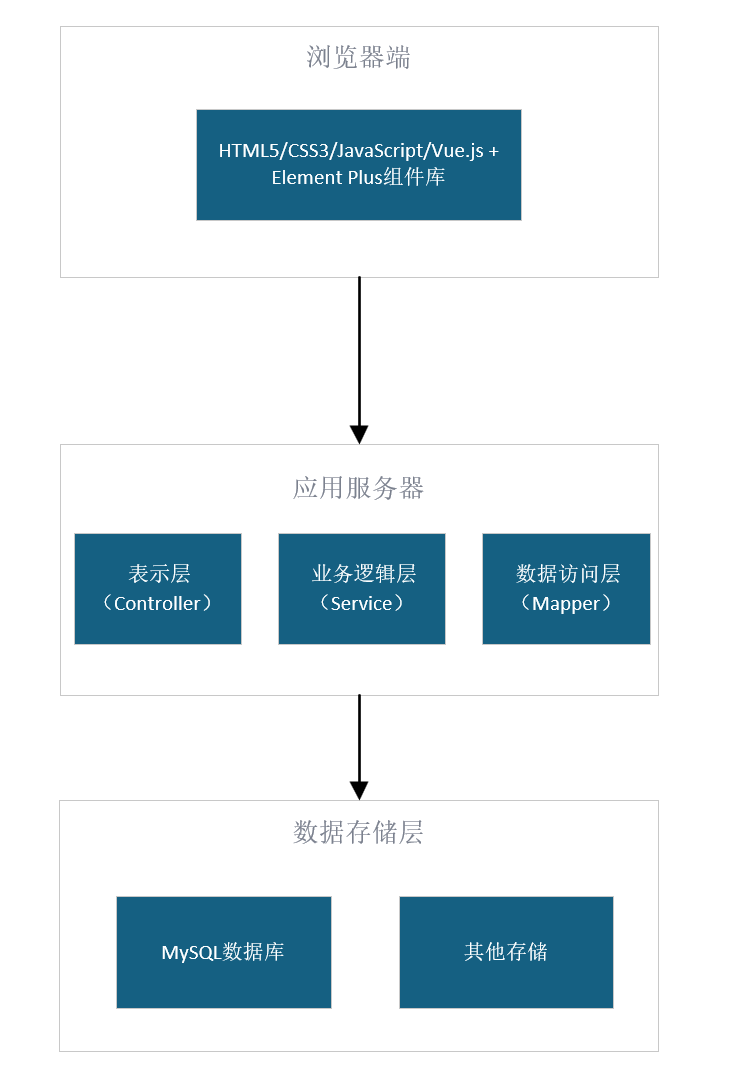 浏览器端
HTML5/CSS3/JavaScript/Vue.js +
Element Plus组件库
应用服务器
表示层
（Controller）
业务逻辑层
（Service）
数据访问层
（Mapper）
数据存储层
MySQL数据库
其他存储